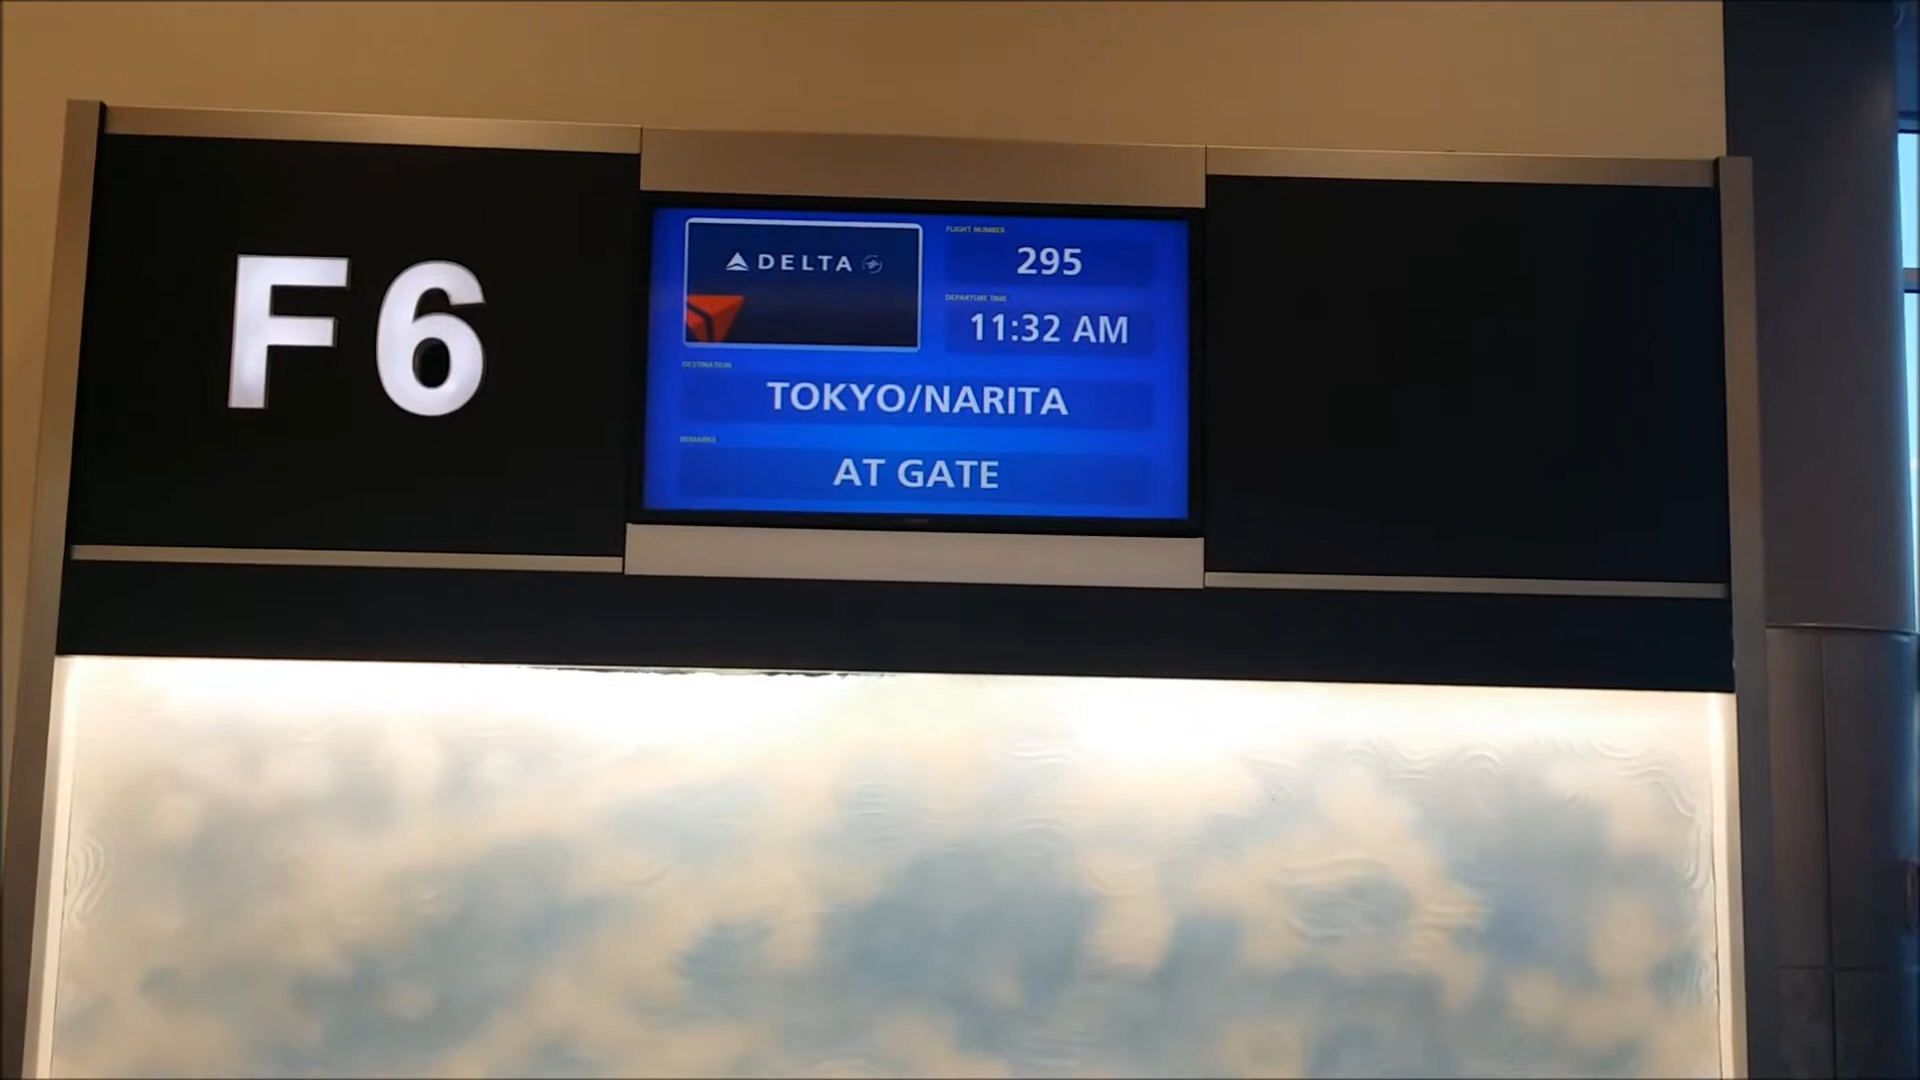 F6
DELTA
FLIGHT NUMBER
295
DEPARTURE TIME
11:32 AM
DESTINATION
TOKYO/NARITA
REMARKS
AT GATE